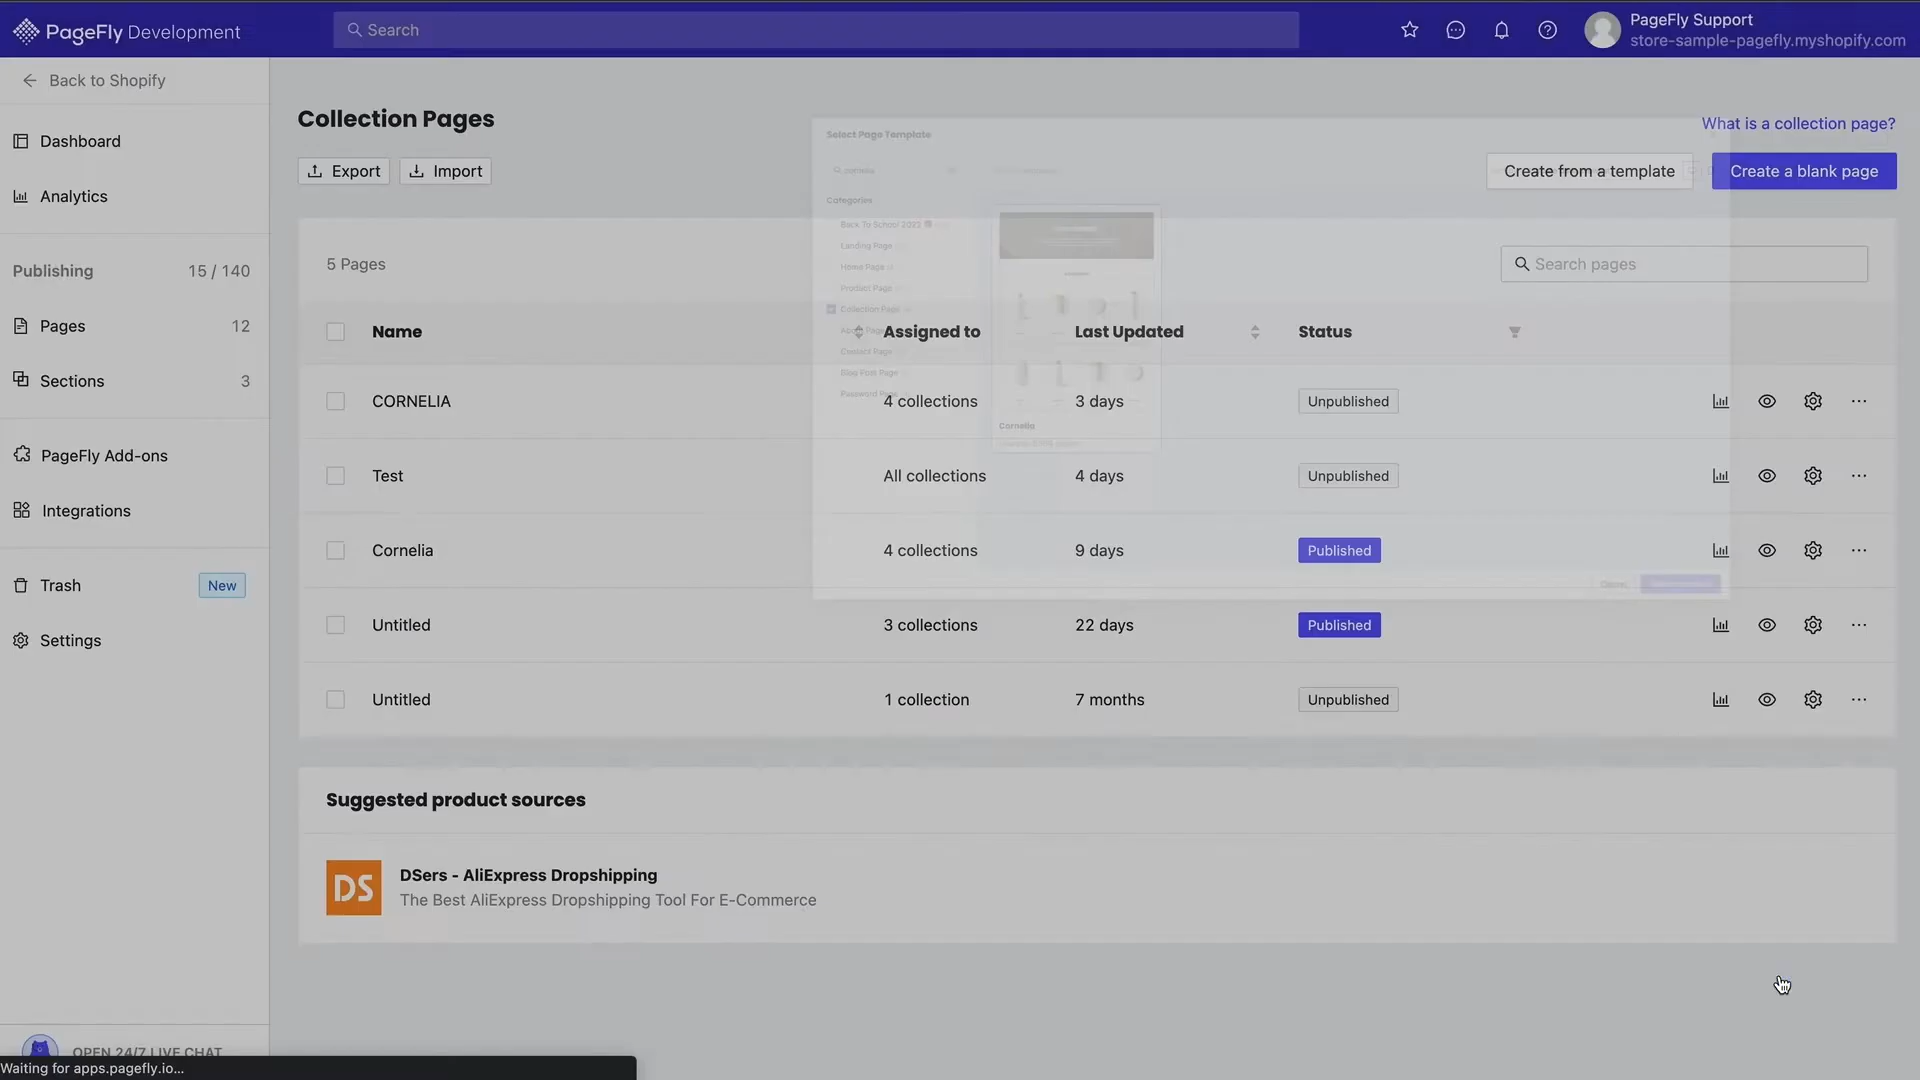 PageFly Development
Search
PageFly Support
store-sample-pagefly.myshopify.com
Back to Shopify
Dashboard
Analytics
Publishing 15 / 140
Pages 12
Sections 3
PageFly Add-ons
Integrations
Trash New
Settings
OPEN 24/7 LIVE CHAT
Waiting for apps.pagefly.io...
Collection Pages
What is a collection page?
Export
Import
Create from a template
Create a blank page
5 Pages
Search pages
Name Assigned to Last Updated Status
CORNELIA 4 collections 3 days Unpublished
Test All collections 4 days Unpublished
Cornelia 4 collections 9 days Published
Untitled 3 collections 22 days Published
Untitled 1 collection 7 months Unpublished
Select Page Template
cornelia
Categories
Back To School 2022
Landing Page
Home Page
Product Page
Collection Page
About Page
Contact Page
Blog Post Page
Password Page
Cornelia
Cancel
Suggested product sources
DS
DSers - AliExpress Dropshipping
The Best AliExpress Dropshipping Tool For E-Commerce